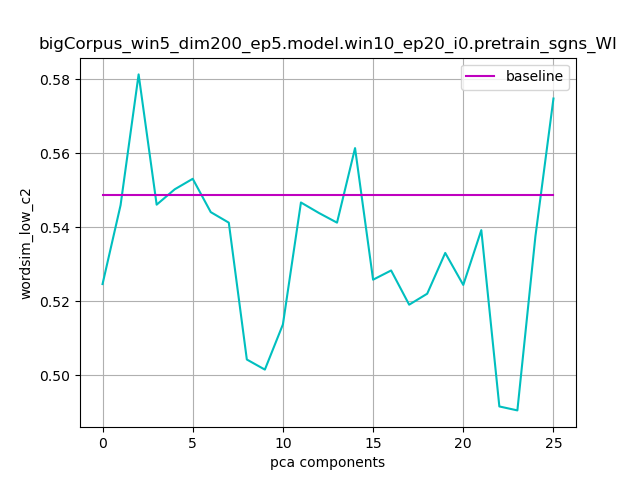 bigCorpus_win5_dim200_ep5.model.win10_ep20_i0.pretrain_sgns_WI
baseline
0.58
0.56
0.54
0.52
0.50
wordsim_low_c2
0
5
10
15
20
25
pca components